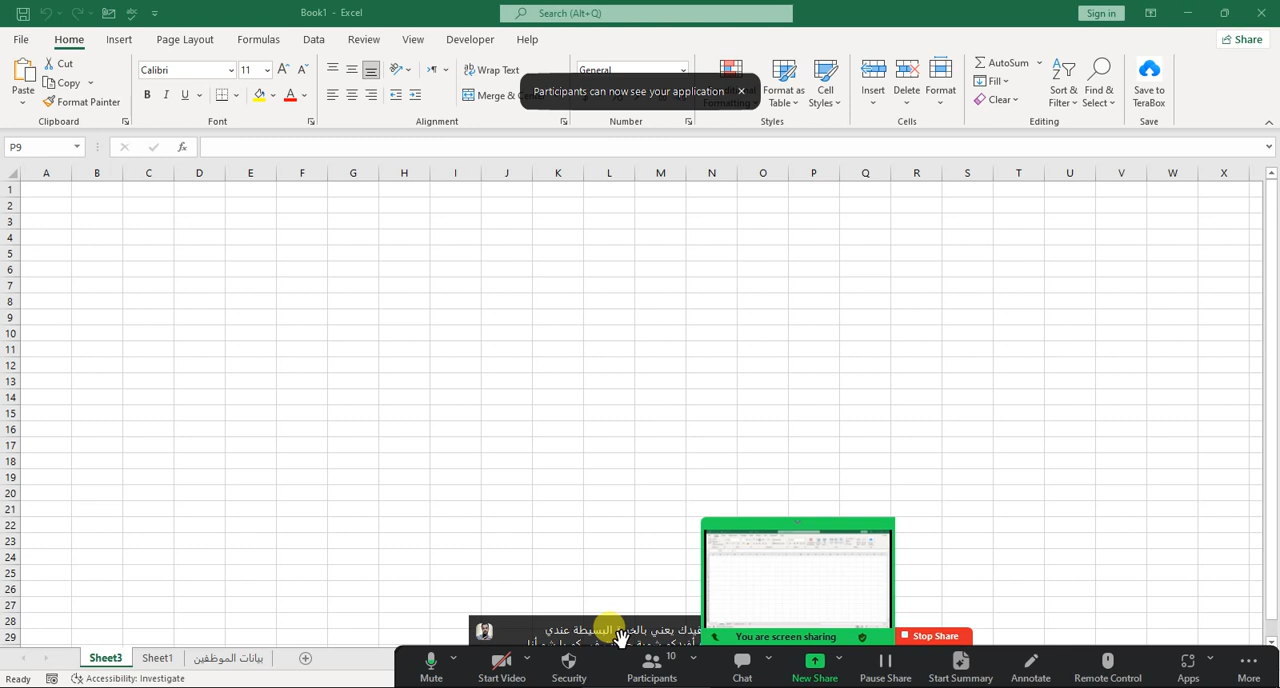 Book1 - Excel
Search (Alt+Q)
Sign in
File Home Insert Page Layout Formulas Data Review View Developer Help
Share
Paste
Cut
Copy
Format Painter
Clipboard
Calibri 11
B I U
Font
Wrap Text
Merge &
Alignment
General
Number
Participants can now see your application
Formatting
Format as Table
Cell Styles
Styles
Insert
Delete
Format
Cells
AutoSum
Fill
Clear
Sort & Filter
Find & Select
Editing
Save to TeraBox
Save
P9
fx
A B C D E F G H I J K L M N O P Q R S T U V W X
1
2
3
4
5
6
7
8
9
10
11
12
13
14
15
16
17
18
19
20
21
22
23
24
25
26
27
28
29
البسيطة عندي
You are screen sharing
Stop Share
Sheet3 Sheet1 بيانات الموظفين
Ready
Accessibility: Investigate
Mute
Start Video
Security
Participants 10
Chat
New Share
Pause Share
Start Summary
Annotate
Remote Control
Apps
More